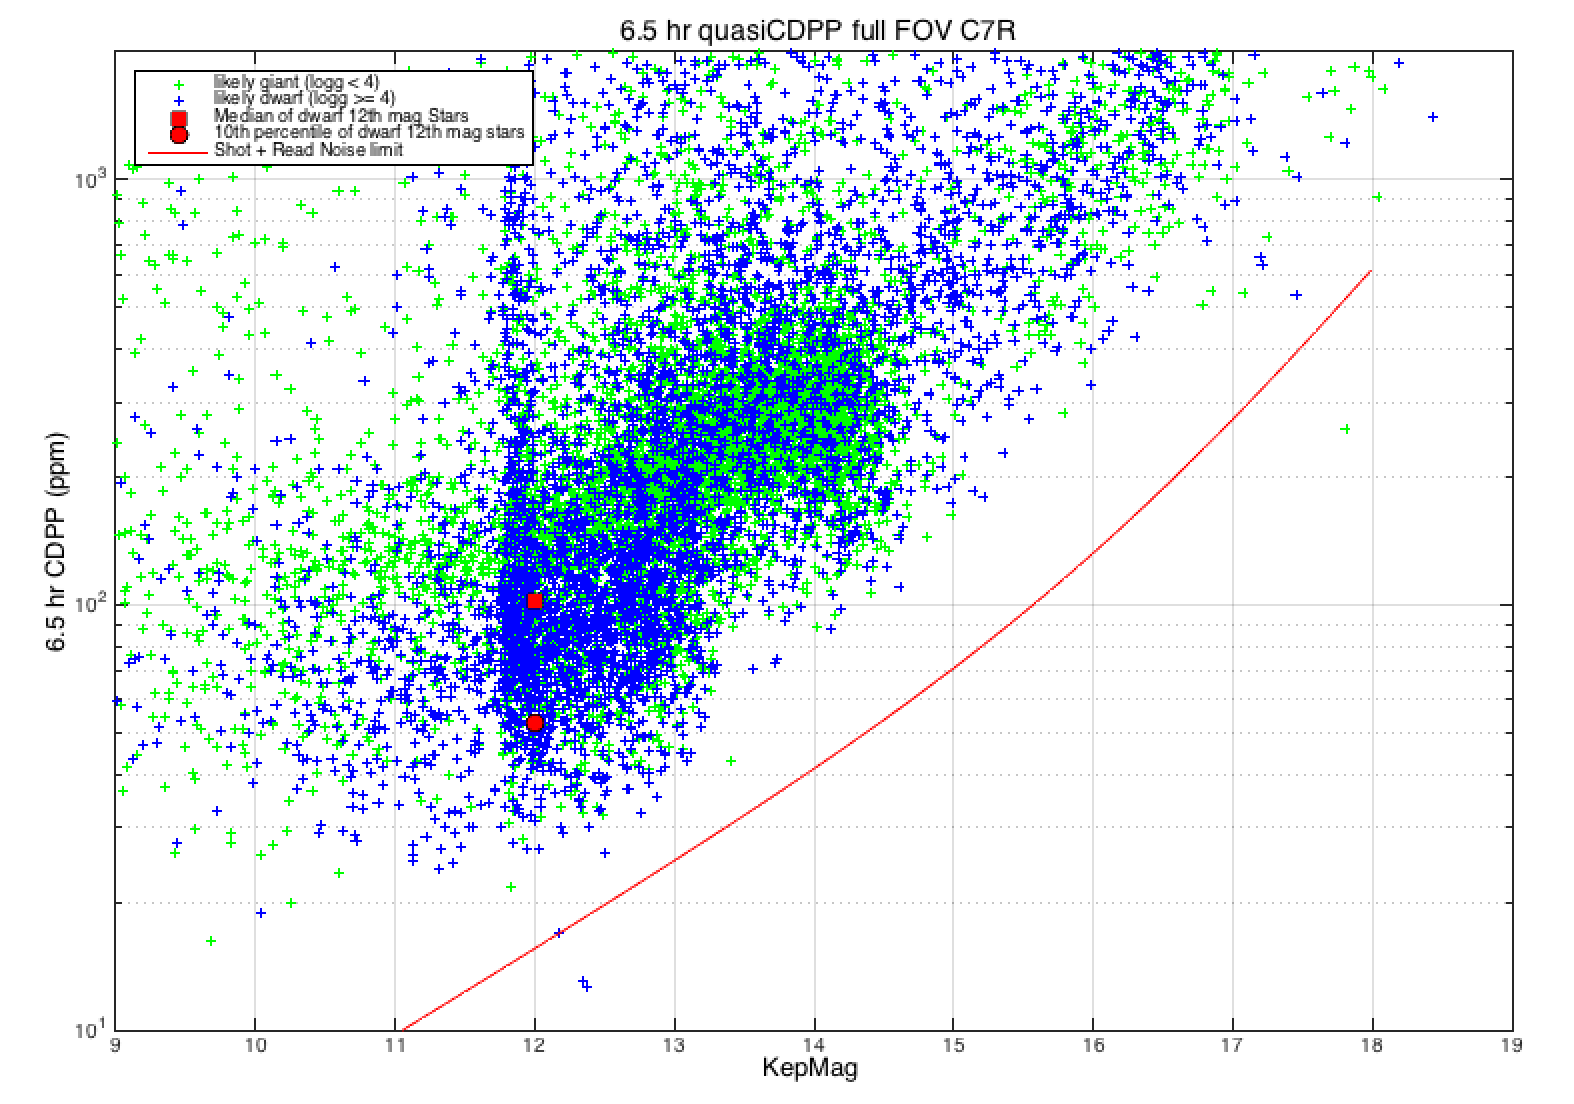 6.5 hr quasiCDPP full FOV C7R
likely giant (logg < 4)
likely dwarf (logg >= 4)
Median of dwarf 12th mag Stars
10th percentile of dwarf 12th mag stars
Shot + Read Noise limit
6.5 hr CDPP (ppm)
10³
10²
10¹
9 10 11 12 13 14 15 16 17 18 19
KepMag